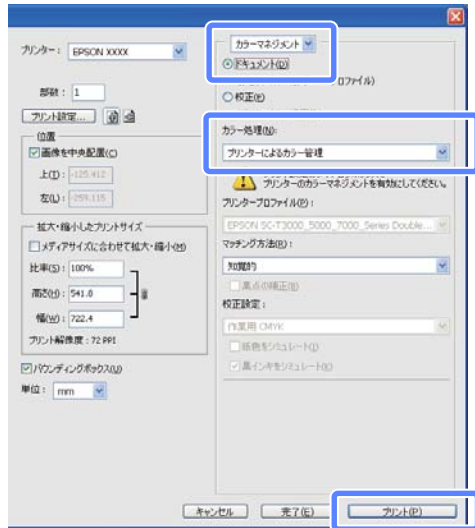 プリンター: EPSON XXXX
部数: 1
プリント設定...
位置
画像を中央配置(C)
上(T): -125.412
左(L): -259.115
拡大・縮小したプリントサイズ
メディアサイズに合わせて拡大・縮小(M)
比率(S): 100%
高さ(H): 541.0
幅(W): 722.4
プリント解像度: 72 PPI
バウンディングボックス(U)
単位: mm
カラーマネジメント
ドキュメント(D)
プロファイル)
校正(E)
カラー処理(N):
プリンターによるカラー管理
プリンターのカラーマネジメントを有効にしてください。
プリンタープロファイル(P):
EPSON SC-T3000_5000_7000_Series Double...
マッチング方法(R):
知覚的
黒点の補正(B)
校正設定:
作業用 CMYK
紙色をシミュレート(I)
黒インキをシミュレート(K)
キャンセル
完了(E)
プリント(P)